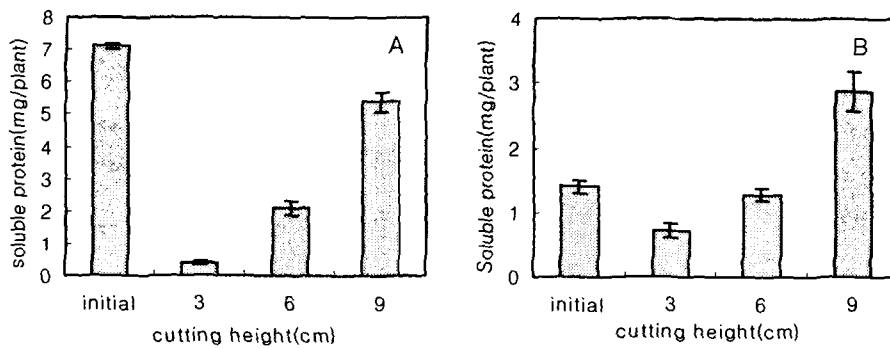 A
soluble protein(mg/plant)
8
7
6
5
4
3
2
1
0
initial 3 6 9
cutting height(cm)
B
Soluble protein(mg/plant)
4
3
2
1
0
initial 3 6 9
cutting height(cm)